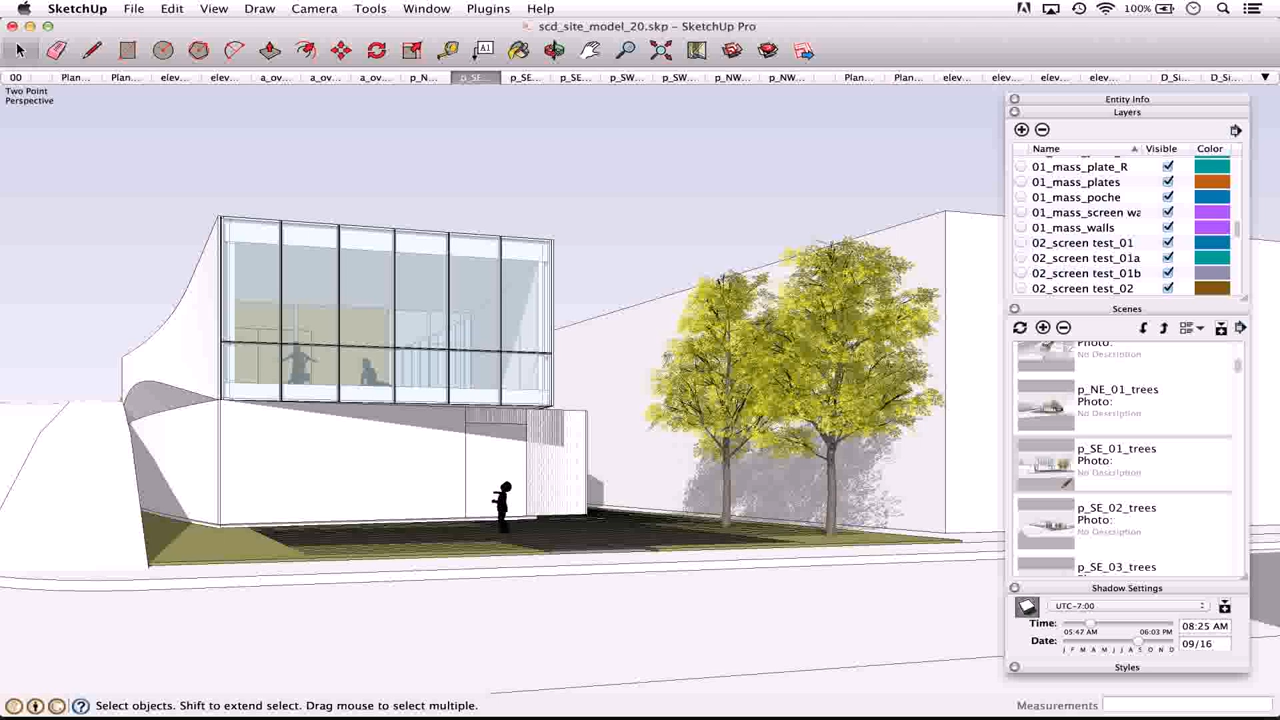 SketchUp File Edit View Draw Camera Tools Window Plugins Help 100%
scd_site_model_20.skp - SketchUp Pro
A1
00 Plan... Plan... elev... elev... a_ov... a_ov... a_ov... p_N... p_SE... p_SE... p_SE... p_SW... p_SW... p_NW... p_NW... Plan... Plan... elev... elev... elev... elev... D_Si... D_Si...
Two Point
Perspective
Entity Info
Layers
Name Visible Color
01_mass_plate_R
01_mass_plates
01_mass_poche
01_mass_screen wa
01_mass_walls
02_screen test_01
02_screen test_01a
02_screen test_01b
02_screen test_02
Scenes
Photo:
No Description
p_NE_01_trees
Photo:
No Description
p_SE_01_trees
Photo:
No Description
p_SE_02_trees
Photo:
No Description
p_SE_03_trees
Shadow Settings
UTC-7:00
Time: 08:25 AM
05:47 AM 06:03 PM
Date: 09/16
J F M A M J J A S O N D
Styles
Select objects. Shift to extend select. Drag mouse to select multiple.
Measurements